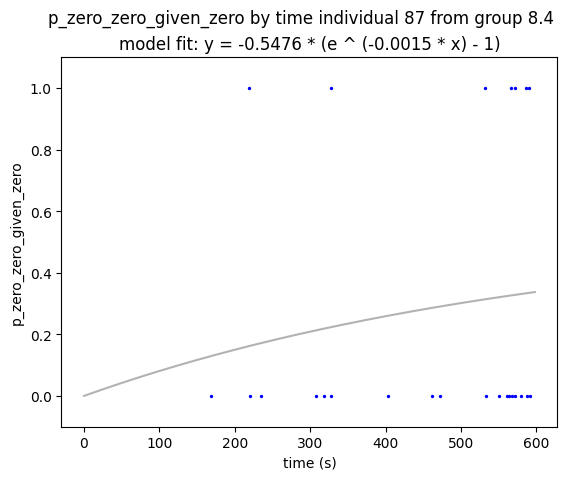 p_zero_zero_given_zero by time individual 87 from group 8.4
model fit: y = -0.5476 * (e ^ (-0.0015 * x) - 1)
1.0
0.8
0.6
0.4
0.2
0.0
p_zero_zero_given_zero
0 100 200 300 400 500 600
time (s)